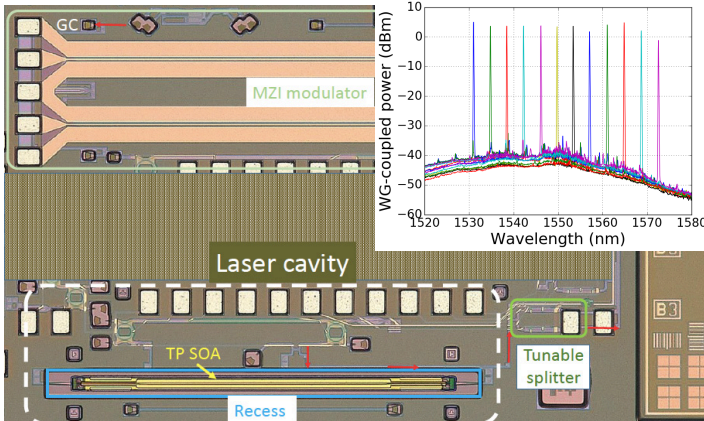 GC
MZI modulator
WG-coupled power (dBm)
10
0
−10
−20
−30
−40
−50
−60
1520
1530
1540
1550
1560
1570
1580
Wavelength (nm)
Laser cavity
TP SOA
Recess
Tunable
splitter
B3